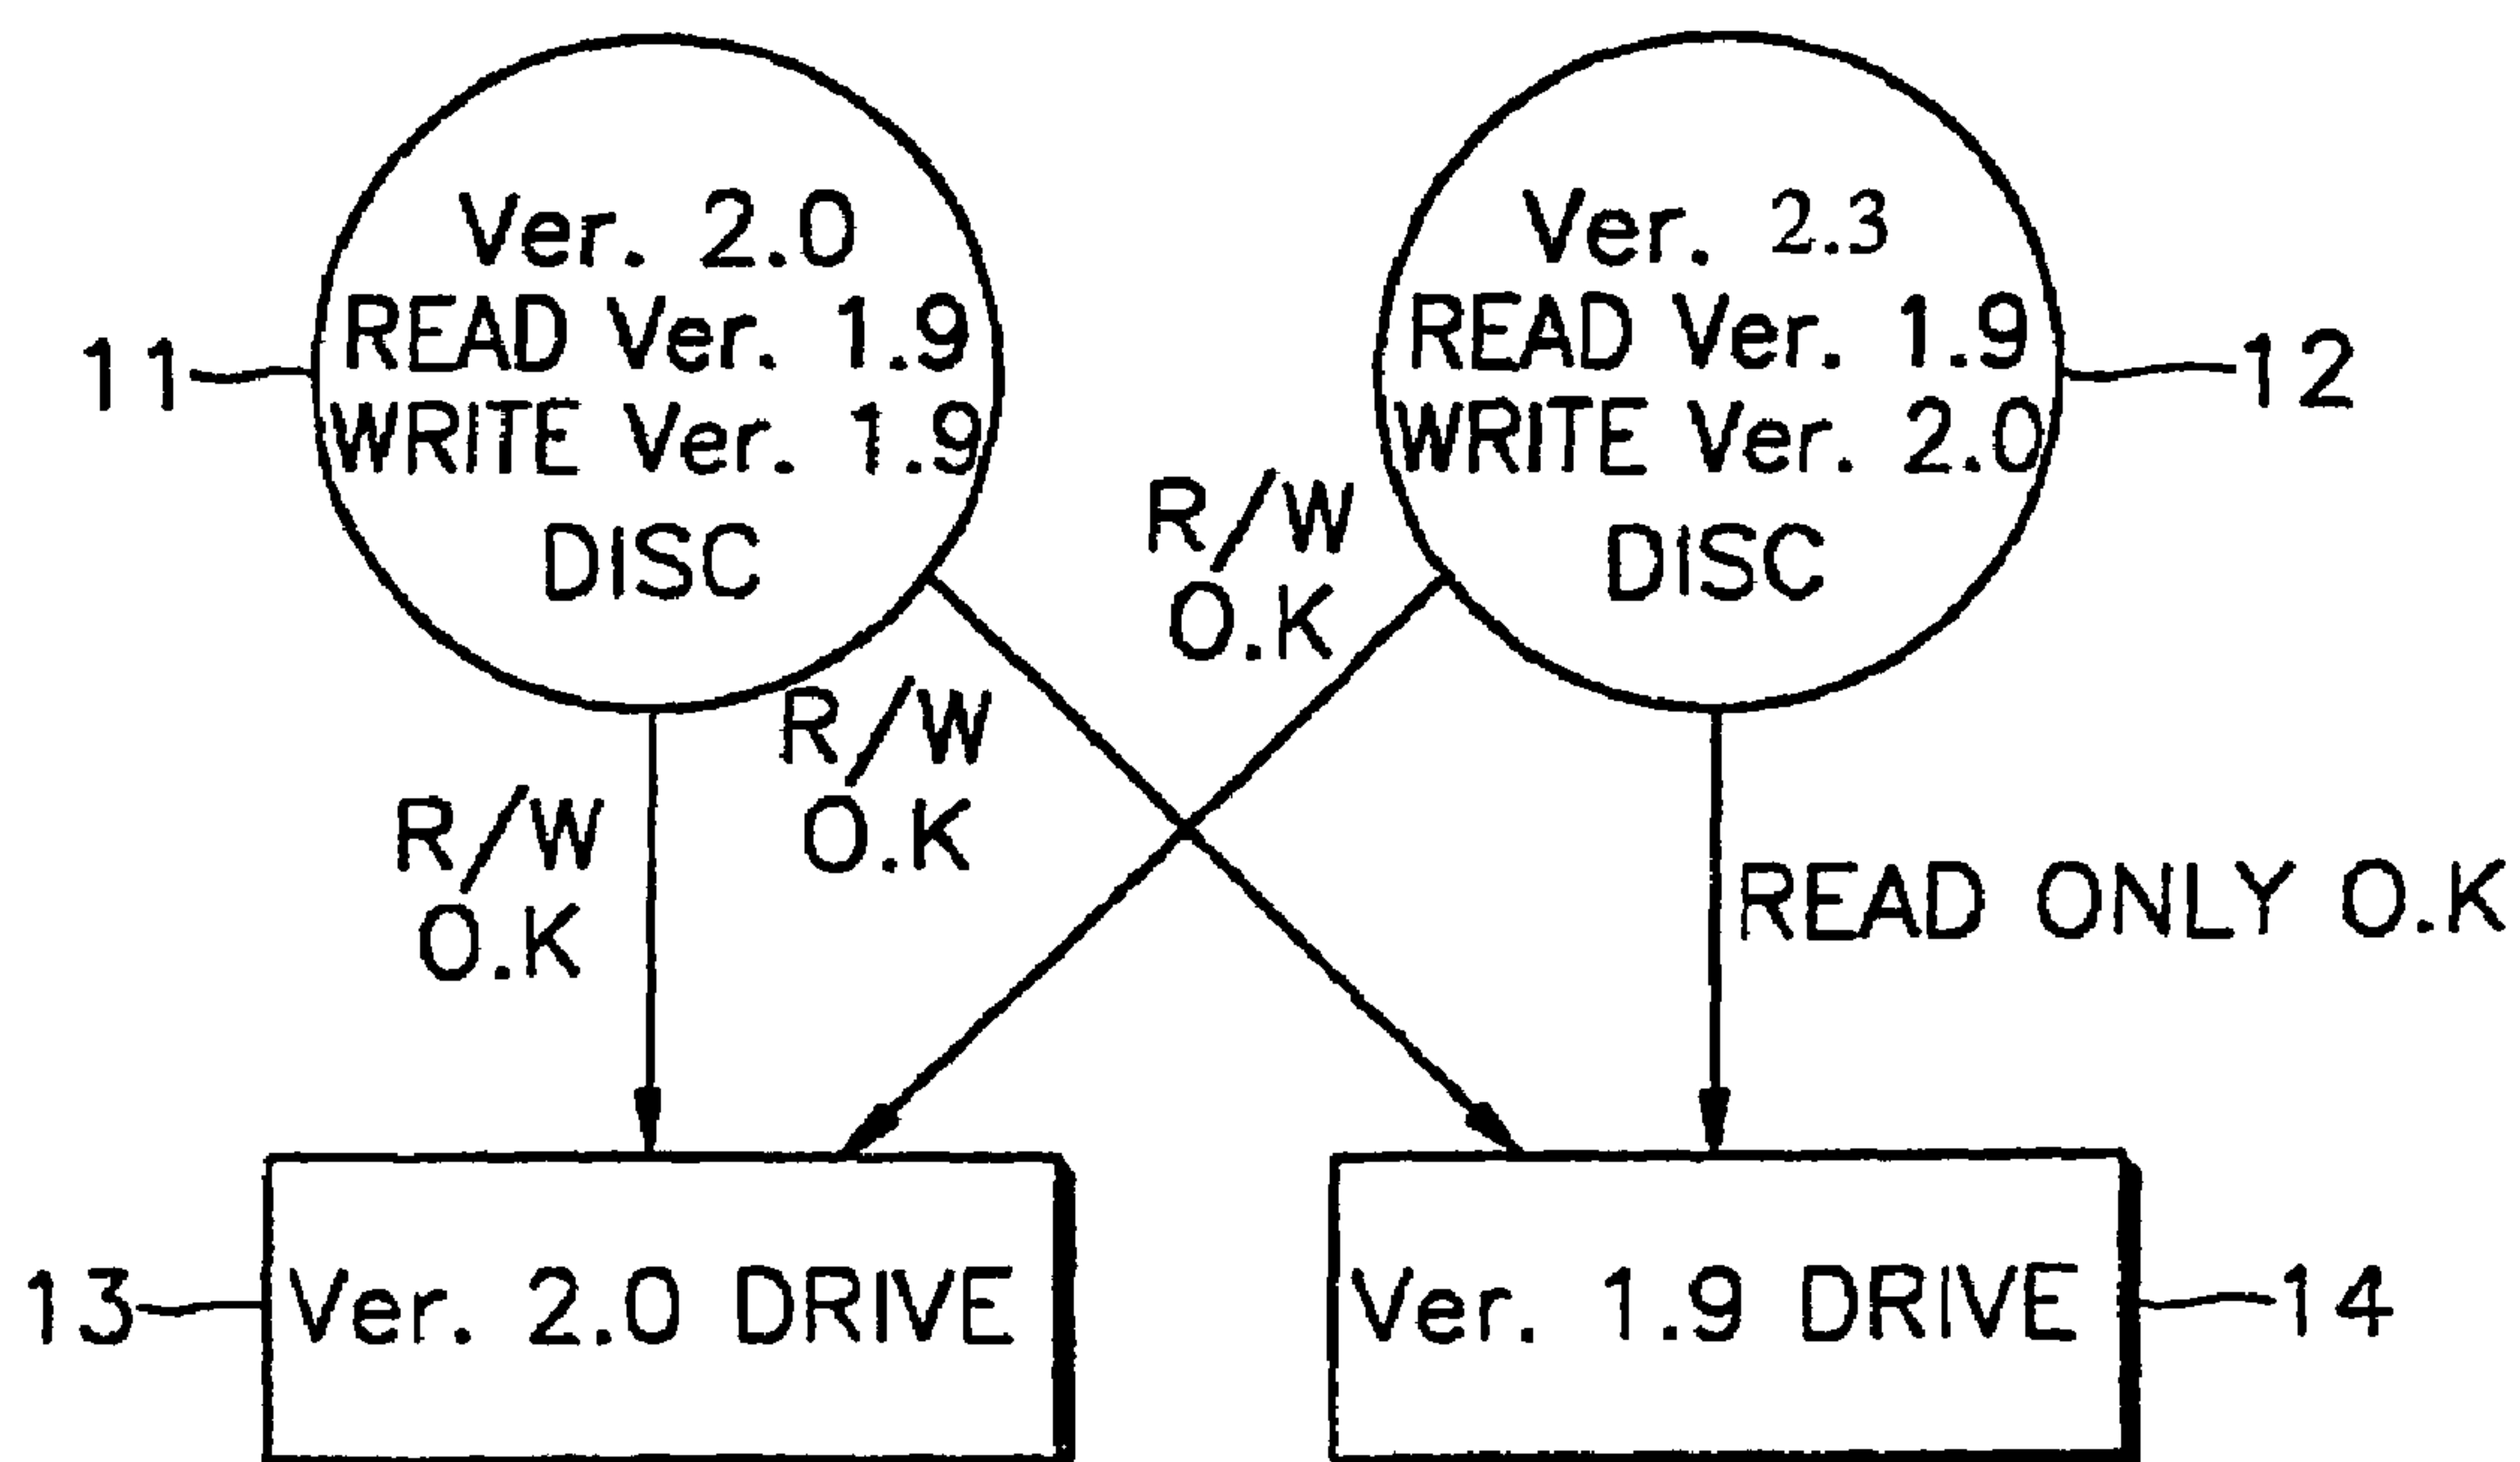 Ver. 2.0
READ Ver. 1.9
WRITE Ver. 1.9
DISC
11
Ver. 2.3
READ Ver. 1.9
WRITE Ver. 2.0
DISC
12
R/W
O.K
R/W
O.K
R/W
O.K
READ ONLY O.K
13
Ver. 2.0 DRIVE
Ver. 1.9 DRIVE
14